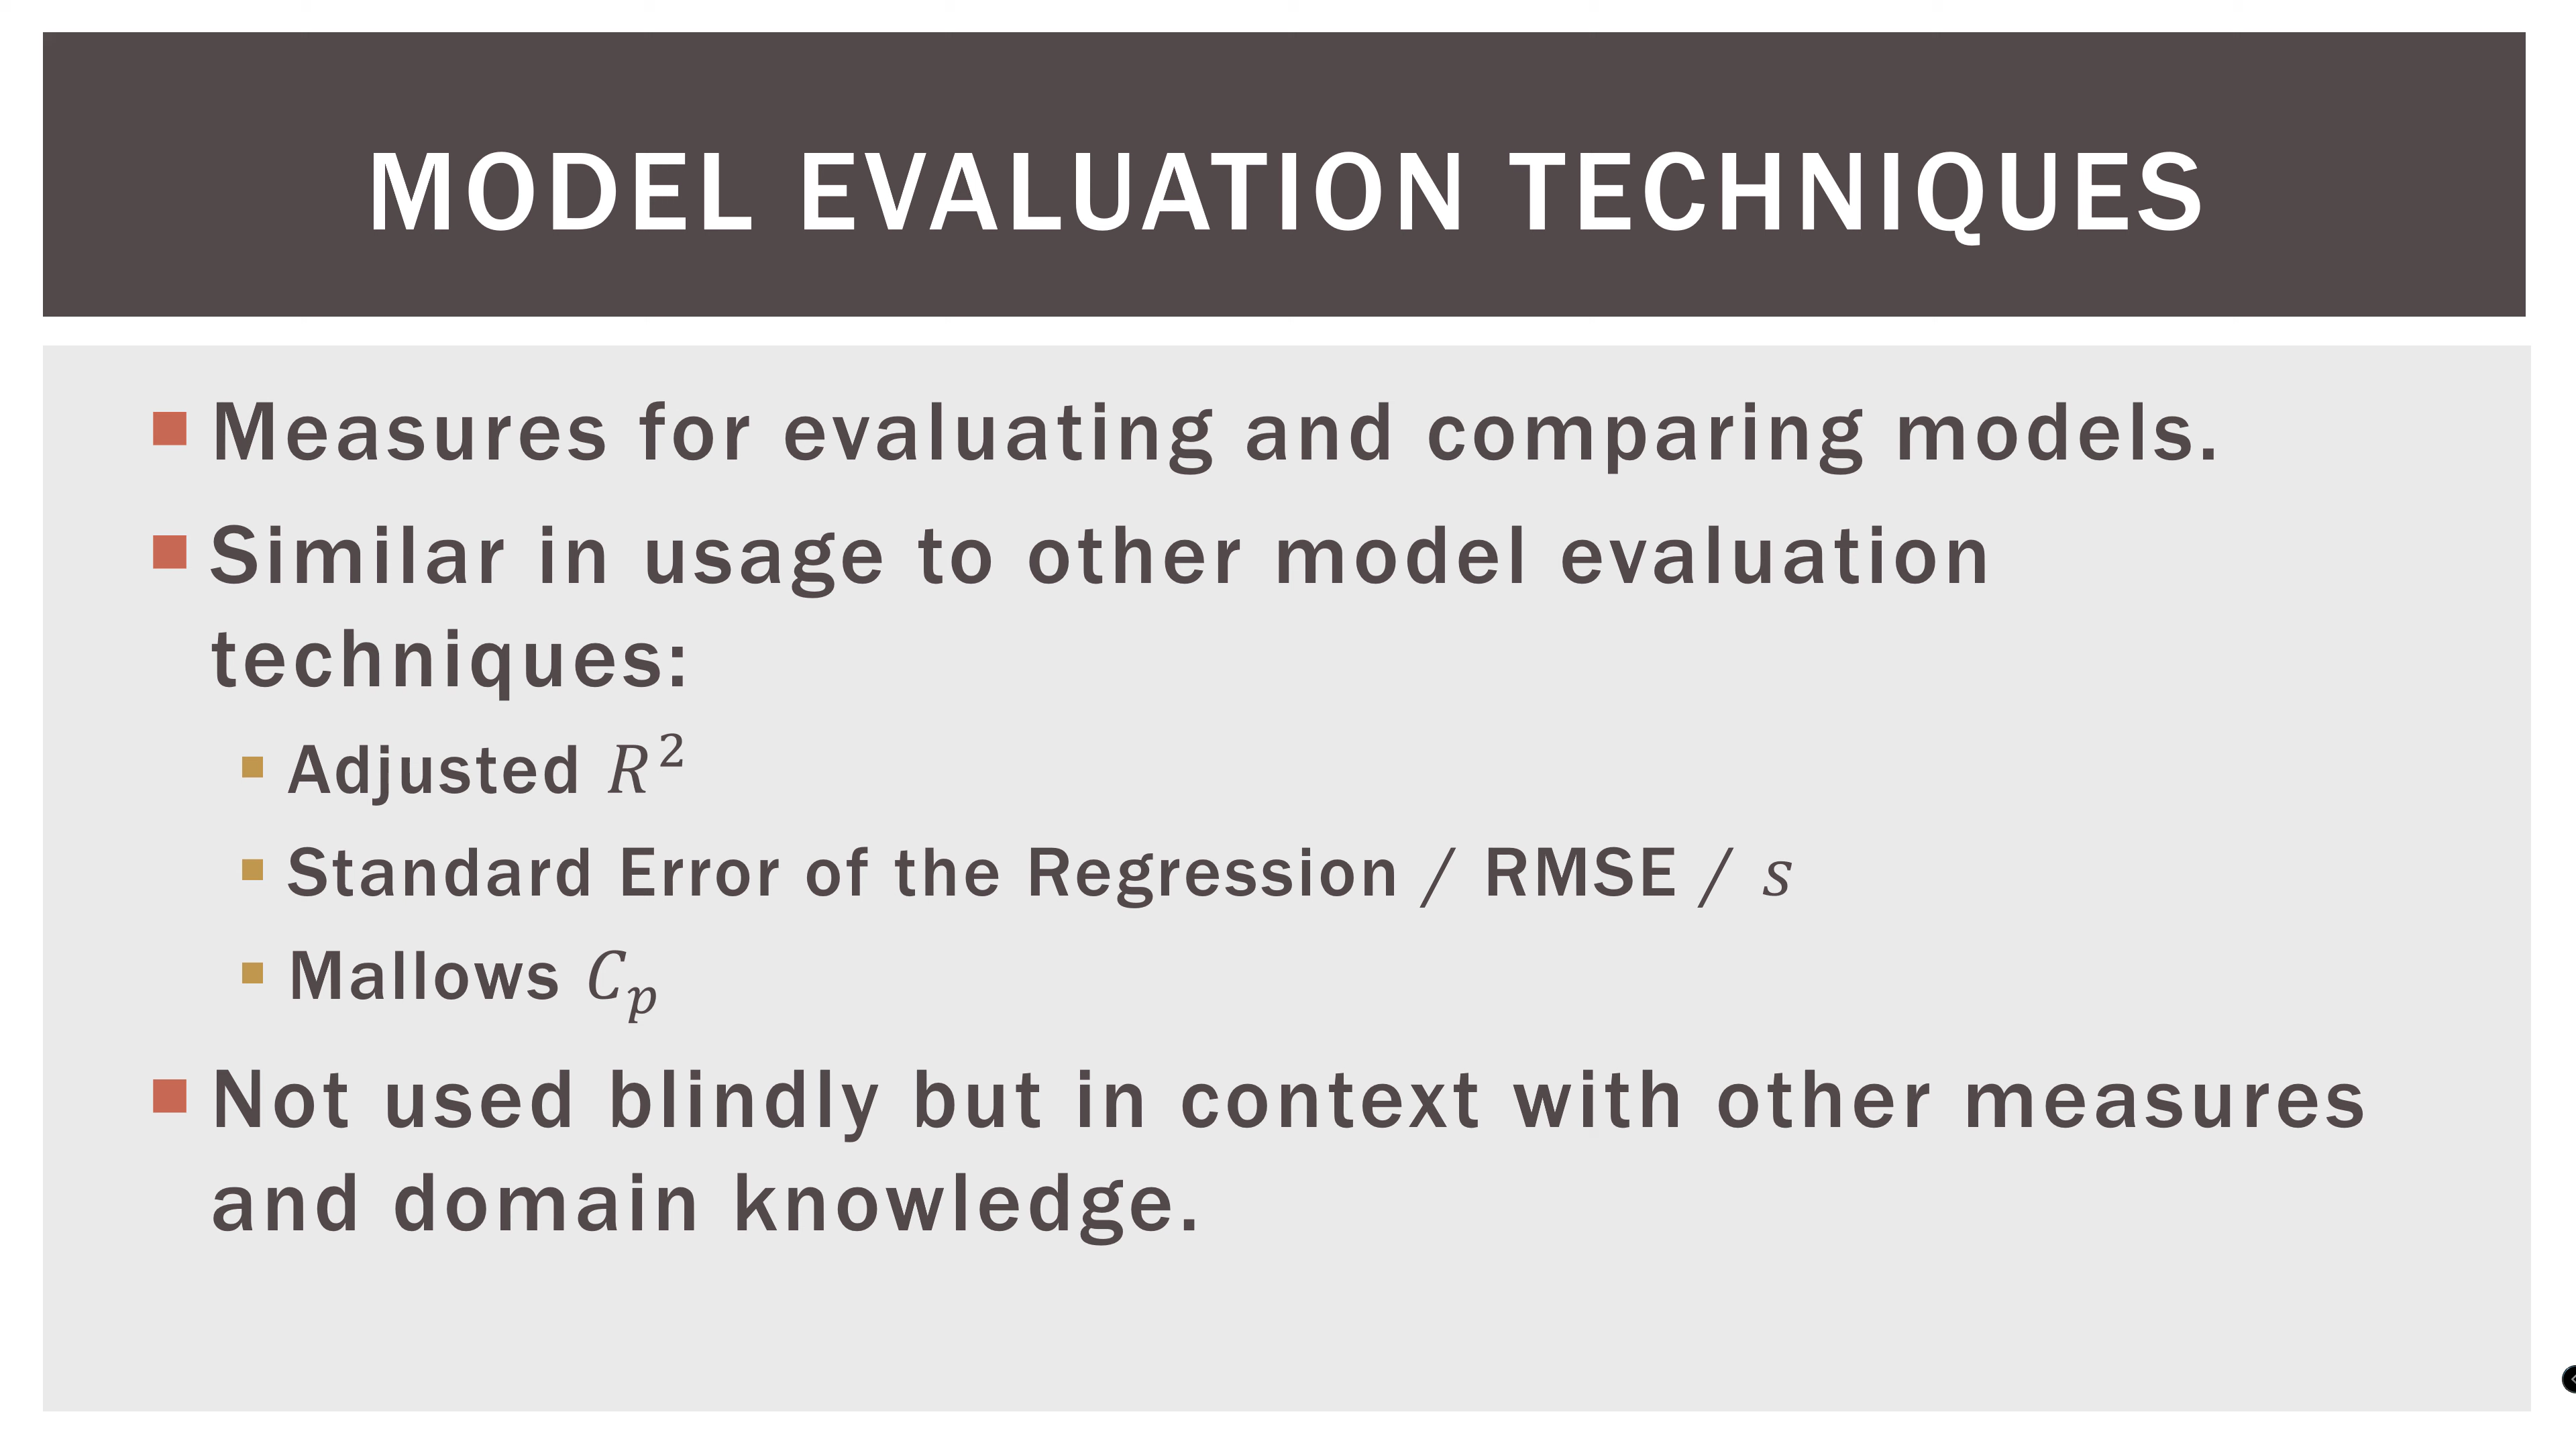 MODEL EVALUATION TECHNIQUES
Measures for evaluating and comparing models.
Similar in usage to other model evaluation
techniques:
Adjusted R²
Standard Error of the Regression / RMSE / s
Mallows Cₚ
Not used blindly but in context with other measures
and domain knowledge.